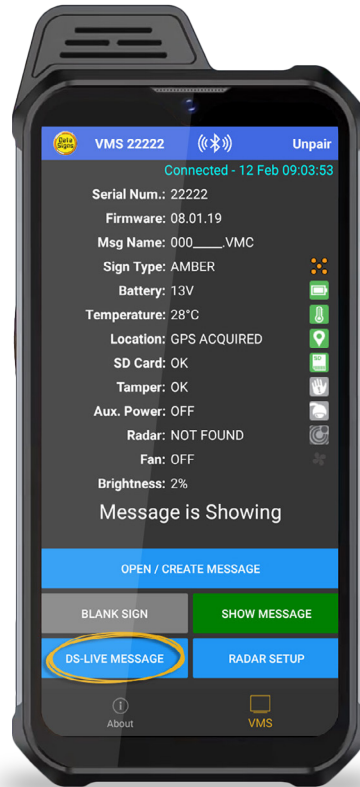 Data Signs
VMS 22222 Unpair
Connected - 12 Feb 09:03:53
Serial Num.: 22222
Firmware: 08.01.19
Msg Name: 000____.VMC
Sign Type: AMBER
Battery: 13V
Temperature: 28°C
Location: GPS ACQUIRED
SD Card: OK
SD
Tamper: OK
Aux. Power: OFF
Radar: NOT FOUND
Fan: OFF
Brightness: 2%
Message is Showing
OPEN / CREATE MESSAGE
BLANK SIGN SHOW MESSAGE
DS-LIVE MESSAGE RADAR SETUP
About VMS